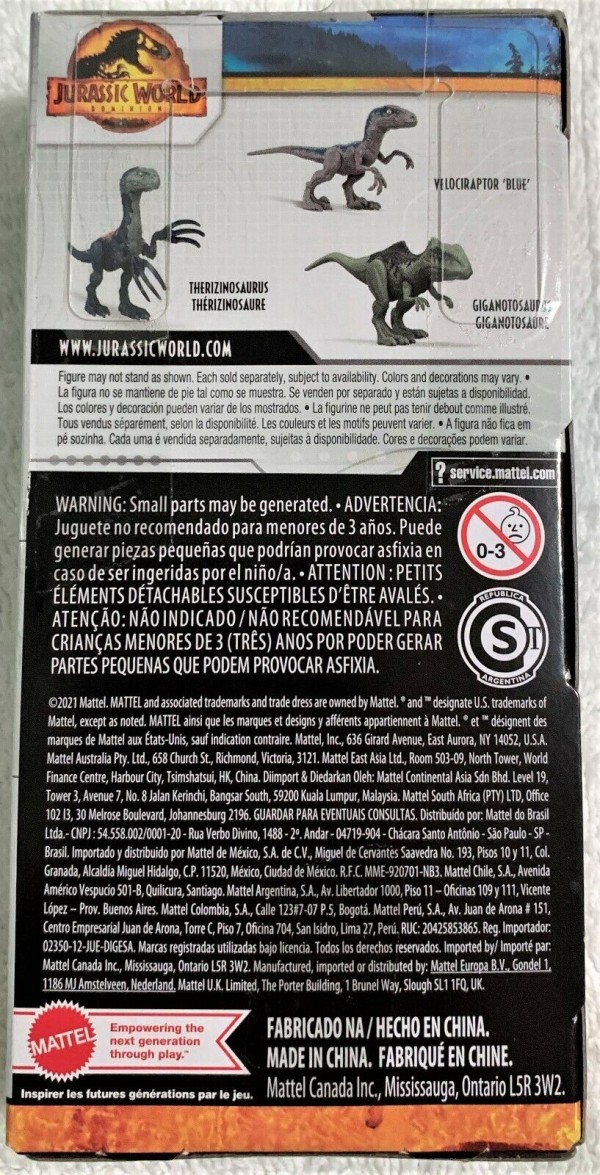 JURASSIC WORLD
DOMINION
VELOCIRAPTOR 'BLUE'
THERIZINOSAURUS
THÉRIZINOSAURE
GIGANOTOSAURUS
GIGANOTOSAURE
WWW.JURASSICWORLD.COM
Figure may not stand as shown. Each sold separately, subject to availability. Colors and decorations may vary. •
La figura no se mantiene de pie tal como se muestra. Se venden por separado y están sujetas a disponibilidad.
Los colores y decoración pueden variar de los mostrados. • La figurine ne peut pas tenir debout comme illustré.
Tous vendus séparément, selon la disponibilité. Les couleurs et les motifs peuvent varier. • A figura não fica em
pé sozinha. Cada uma é vendida separadamente, sujeitas à disponibilidade. Cores e decorações podem variar.
? service.mattel.com
WARNING: Small parts may be generated. • ADVERTENCIA:
Juguete no recomendado para menores de 3 años. Puede
generar piezas pequeñas que podrían provocar asfixia en
caso de ser ingeridas por el niño/a. • ATTENTION : PETITS
ÉLÉMENTS DÉTACHABLES SUSCEPTIBLES D'ÊTRE AVALÉS. •
ATENÇÃO: NÃO INDICADO / NÃO RECOMENDÁVEL PARA
CRIANÇAS MENORES DE 3 (TRÊS) ANOS POR PODER GERAR
PARTES PEQUENAS QUE PODEM PROVOCAR ASFIXIA.
0-3
REPUBLICA
S T
ARGENTINA
©2021 Mattel. MATTEL and associated trademarks and trade dress are owned by Mattel. ® and ™ designate U.S. trademarks of
Mattel, except as noted. MATTEL ainsi que les marques et designs y afférents appartiennent à Mattel. ® et ™ désignent des
marques de Mattel aux États-Unis, sauf indication contraire. Mattel, Inc., 636 Girard Avenue, East Aurora, NY 14052, U.S.A.
Mattel Australia Pty. Ltd., 658 Church St., Richmond, Victoria, 3121. Mattel East Asia Ltd., Room 503-09, North Tower, World
Finance Centre, Harbour City, Tsimshatsui, HK, China. Diimport & Diedarkan Oleh: Mattel Continental Asia Sdn Bhd. Level 19,
Tower 3, Avenue 7, No. 8 Jalan Kerinchi, Bangsar South, 59200 Kuala Lumpur, Malaysia. Mattel South Africa (PTY) LTD, Office
102 I3, 30 Melrose Boulevard, Johannesburg 2196. GUARDAR PARA EVENTUAIS CONSULTAS. Distribuído por: Mattel do Brasil
Ltda.- CNPJ : 54.558.002/0001-20 - Rua Verbo Divino, 1488 - 2º. Andar - 04719-904 - Chácara Santo Antônio - São Paulo - SP -
Brasil. Importado y distribuido por Mattel de México, S.A. de C.V., Miguel de Cervantes Saavedra No. 193, Pisos 10 y 11, Col.
Granada, Alcaldía Miguel Hidalgo, C.P. 11520, México, Ciudad de México. R.F.C. MME-920701-NB3. Mattel Chile, S.A., Avenida
Américo Vespucio 501-B, Quilicura, Santiago. Mattel Argentina, S.A., Av. Libertador 1000, Piso 11 – Oficinas 109 y 111, Vicente
López – Prov. Buenos Aires. Mattel Colombia, S.A., Calle 123#7-07 P.5, Bogotá. Mattel Perú, S.A., Av. Juan de Arona # 151,
Centro Empresarial Juan de Arona, Torre C, Piso 7, Oficina 704, San Isidro, Lima 27, Perú. RUC: 20425853865. Reg. Importador:
02350-12-JUE-DIGESA. Marcas registradas utilizadas bajo licencia. Todos los derechos reservados. Imported by/ Importé par:
Mattel Canada Inc., Mississauga, Ontario L5R 3W2. Manufactured, imported or distributed by: Mattel Europa B.V., Gondel 1,
1186 MJ Amstelveen, Nederland. Mattel U.K. Limited, The Porter Building, 1 Brunel Way, Slough SL1 1FQ, UK.
MATTEL
Empowering the
next generation
through play.™
Inspirer les futures générations par le jeu.
FABRICADO NA / HECHO EN CHINA.
MADE IN CHINA. FABRIQUÉ EN CHINE.
Mattel Canada Inc., Mississauga, Ontario L5R 3W2.